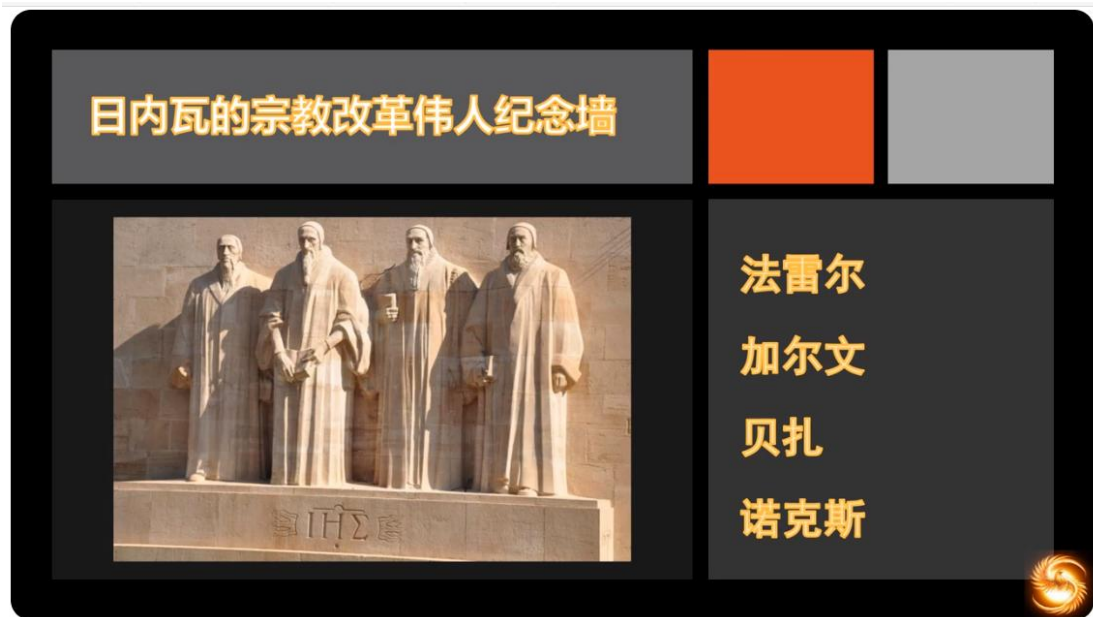 日内瓦的宗教改革伟人纪念墙
法雷尔
加尔文
贝扎
诺克斯
ΙΗΣ